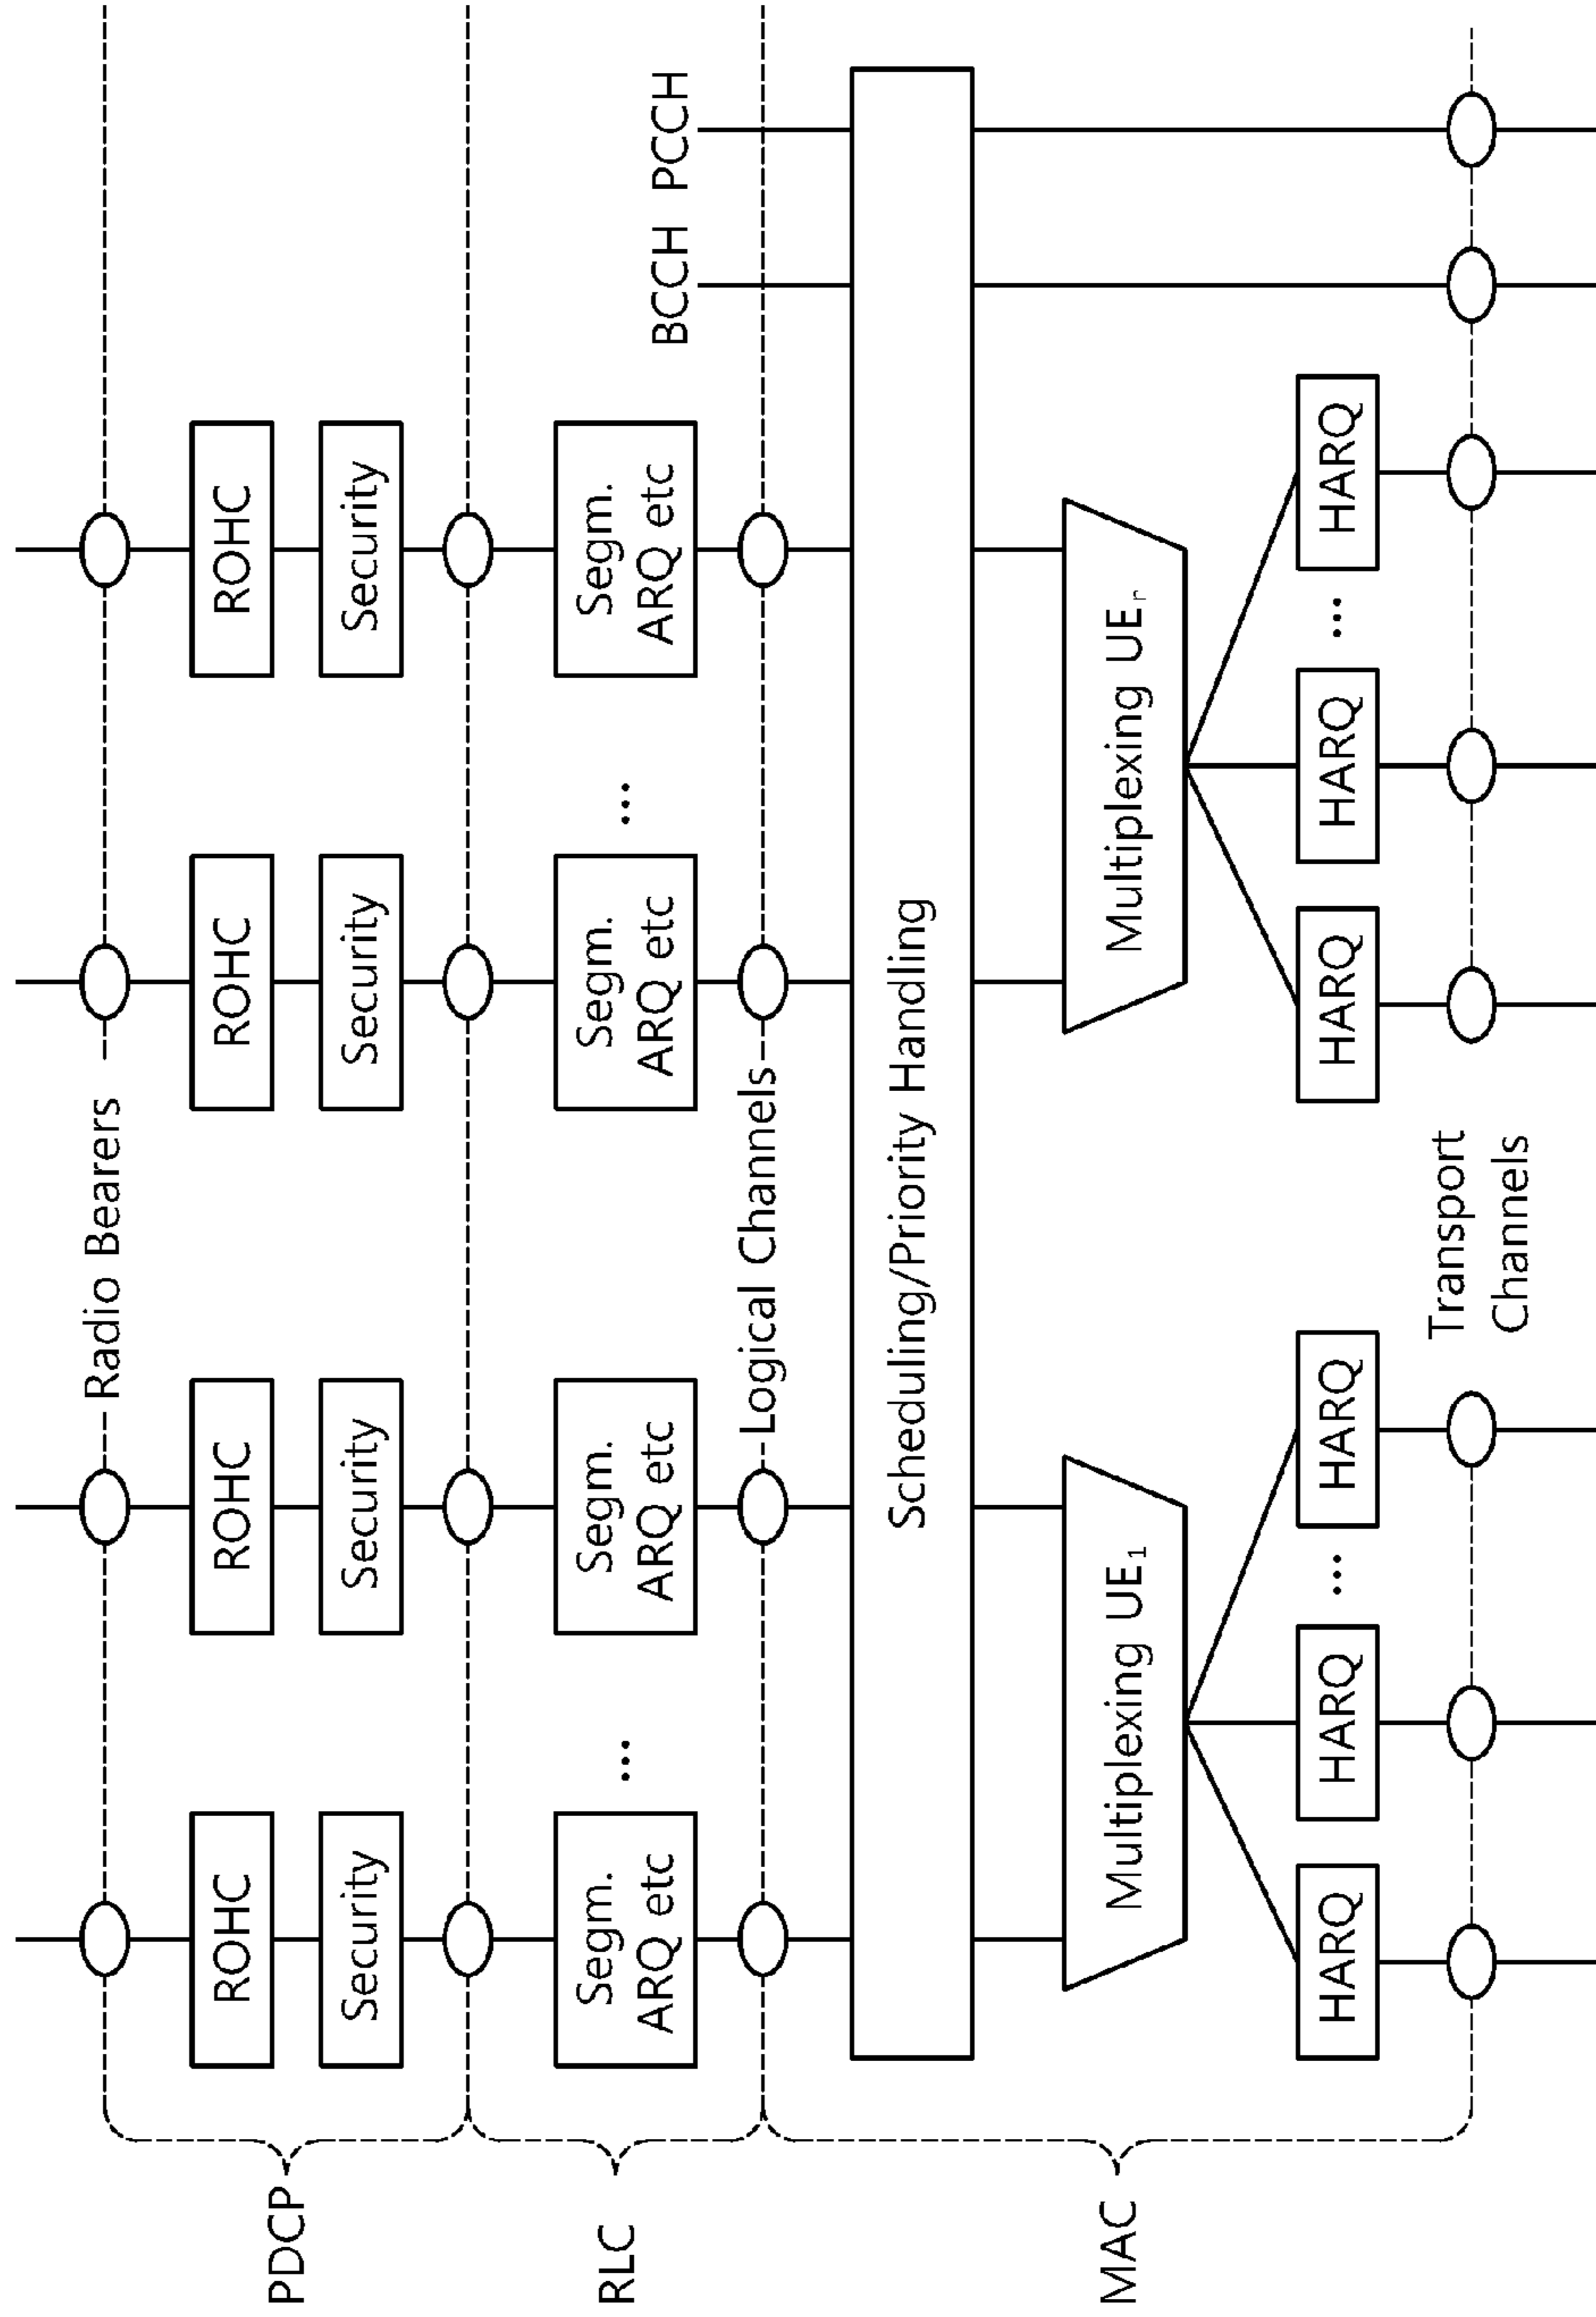 Radio Bearers
ROHC
ROHC
ROHC
ROHC
PDCP
Security
Security
Security
Security
RLC
Segm.
ARQ etc
...
Segm.
ARQ etc
Segm.
ARQ etc
...
Segm.
ARQ etc
BCCH
PCCH
Logical Channels
Scheduling/Priority Handling
MAC
Multiplexing UE₁
Multiplexing UEᵣ
HARQ
HARQ
...
HARQ
HARQ
HARQ
...
HARQ
Transport
Channels